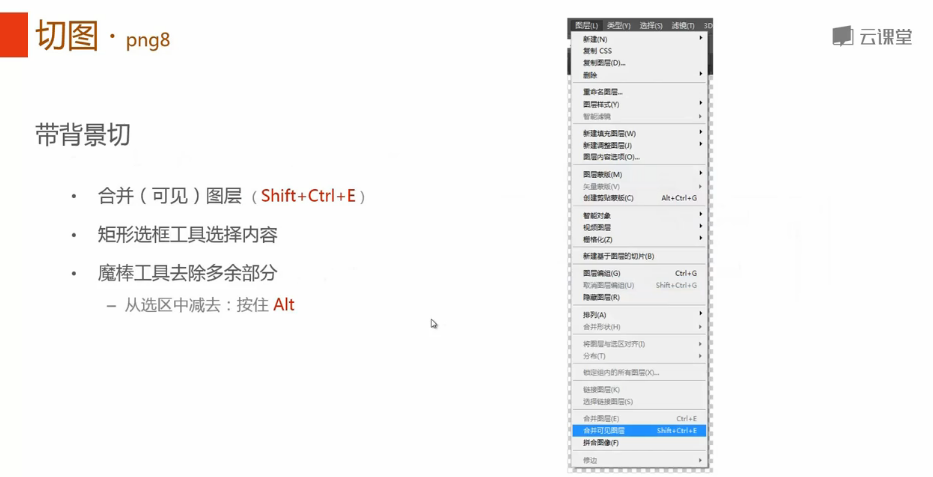 切图 · png8
云课堂
带背景切
• 合并（可见）图层（Shift+Ctrl+E）
• 矩形选框工具选择内容
• 魔棒工具去除多余部分
– 从选区中减去：按住 Alt
图层(L) 类型(Y) 选择(S) 滤镜(T) 3D
新建(N)
复制 CSS
复制图层(D)...
删除
重命名图层...
图层样式(Y)
智能滤镜
新建填充图层(W)
新建调整图层(J)
图层内容选项(O)...
图层蒙版(M)
矢量蒙版(V)
创建剪贴蒙版(C) Alt+Ctrl+G
智能对象
视频图层
栅格化(Z)
新建基于图层的切片(B)
图层编组(G) Ctrl+G
取消图层编组(U) Shift+Ctrl+G
隐藏图层(R)
排列(A)
合并形状(H)
将图层与选区对齐(I)
分布(T)
锁定组内的所有图层(X)...
链接图层(K)
选择链接图层(S)
合并图层(E) Ctrl+E
合并可见图层 Shift+Ctrl+E
拼合图像(F)
修边